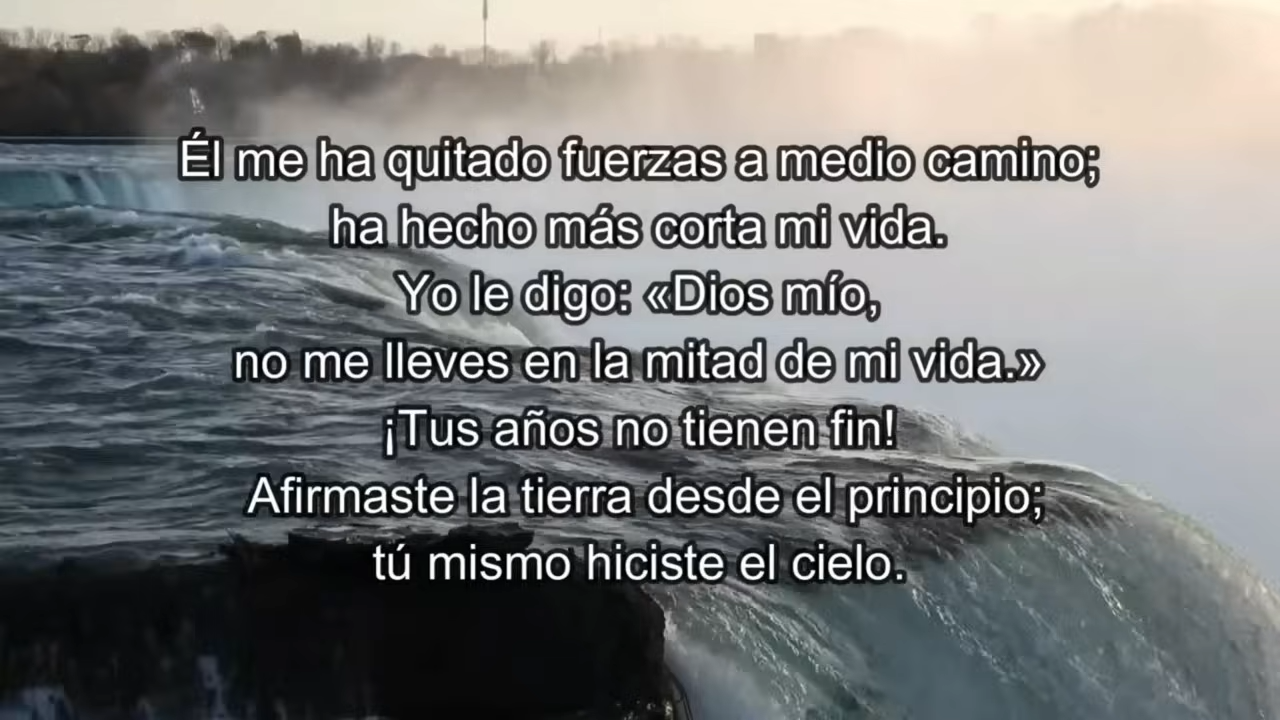 Él me ha quitado fuerzas a medio camino;
ha hecho más corta mi vida.
Yo le digo: «Dios mío,
no me lleves en la mitad de mi vida.»
¡Tus años no tienen fin!
Afirmaste la tierra desde el principio;
tú mismo hiciste el cielo.